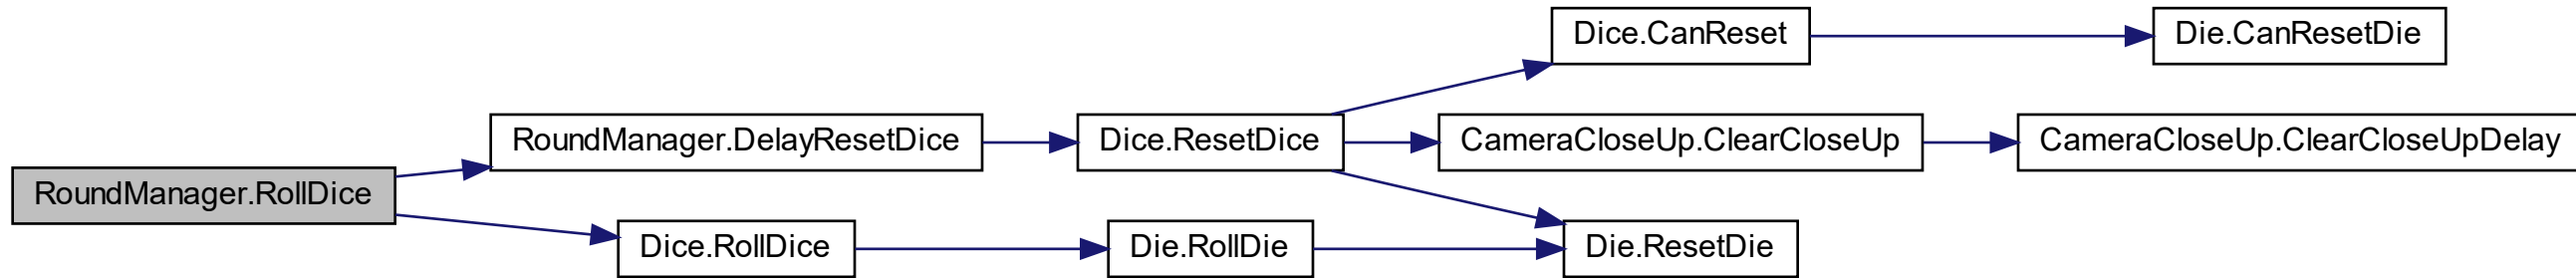 Dice.CanReset
Die.CanResetDie
RoundManager.DelayResetDice
Dice.ResetDice
CameraCloseUp.ClearCloseUp
CameraCloseUp.ClearCloseUpDelay
RoundManager.RollDice
Dice.RollDice
Die.RollDie
Die.ResetDie